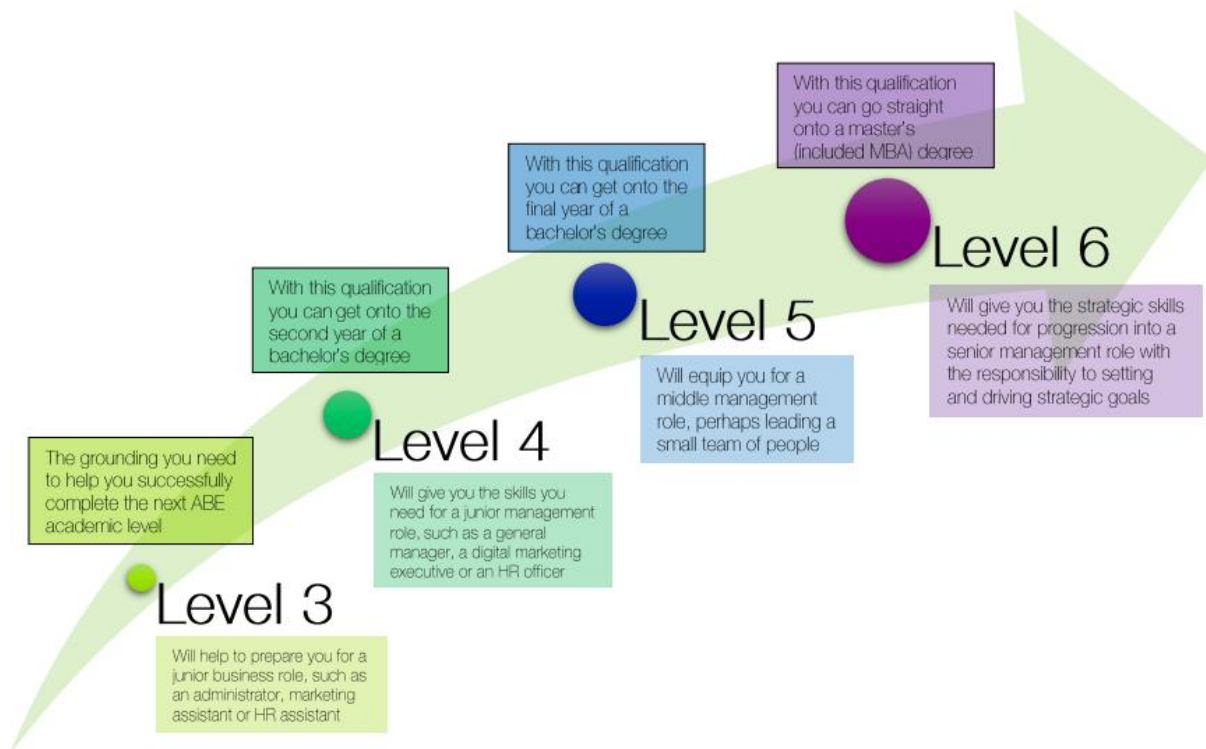 With this qualification
you can go straight
onto a master's
(included MBA) degree
With this qualification
you can get onto the
final year of a
bachelor's degree
Level 6
With this qualification
you can get onto the
second year of a
bachelor's degree
Will give you the strategic skills
needed for progression into a
senior management role with
the responsibility to setting
and driving strategic goals
Level 5
Will equip you for a
middle management
role, perhaps leading a
small team of people
Level 4
The grounding you need
to help you successfully
complete the next ABE
academic level
Will give you the skills you
need for a junior management
role, such as a general
manager, a digital marketing
executive or an HR officer
Level 3
Will help to prepare you for a
junior business role, such as
an administrator, marketing
assistant or HR assistant